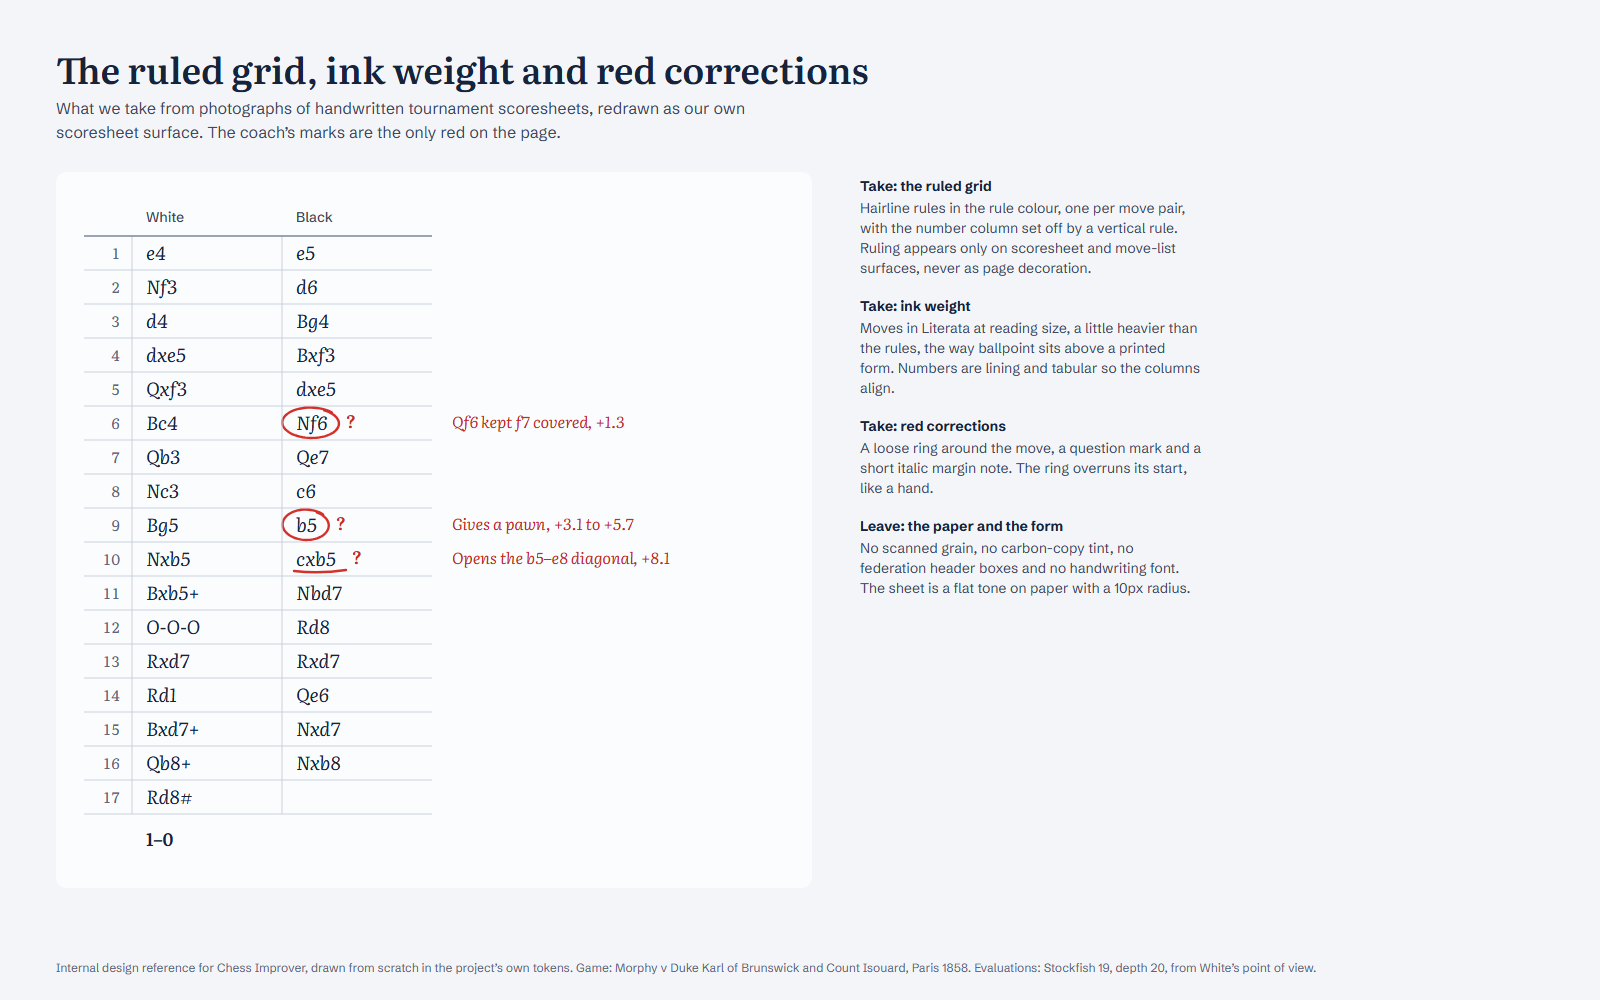 The ruled grid, ink weight and red corrections
What we take from photographs of handwritten tournament scoresheets, redrawn as our own
scoresheet surface. The coach’s marks are the only red on the page.
White Black
1 e4 e5
2 Nf3 d6
3 d4 Bg4
4 dxe5 Bxf3
5 Qxf3 dxe5
6 Bc4 Nf6 ? Qf6 kept f7 covered, +1.3
7 Qb3 Qe7
8 Nc3 c6
9 Bg5 b5 ? Gives a pawn, +3.1 to +5.7
10 Nxb5 cxb5 ? Opens the b5–e8 diagonal, +8.1
11 Bxb5+ Nbd7
12 O-O-O Rd8
13 Rxd7 Rxd7
14 Rd1 Qe6
15 Bxd7+ Nxd7
16 Qb8+ Nxb8
17 Rd8#
1–0
Take: the ruled grid
Hairline rules in the rule colour, one per move pair,
with the number column set off by a vertical rule.
Ruling appears only on scoresheet and move-list
surfaces, never as page decoration.
Take: ink weight
Moves in Literata at reading size, a little heavier than
the rules, the way ballpoint sits above a printed
form. Numbers are lining and tabular so the columns
align.
Take: red corrections
A loose ring around the move, a question mark and a
short italic margin note. The ring overruns its start,
like a hand.
Leave: the paper and the form
No scanned grain, no carbon-copy tint, no
federation header boxes and no handwriting font.
The sheet is a flat tone on paper with a 10px radius.
Internal design reference for Chess Improver, drawn from scratch in the project’s own tokens. Game: Morphy v Duke Karl of Brunswick and Count Isouard, Paris 1858. Evaluations: Stockfish 19, depth 20, from White’s point of view.